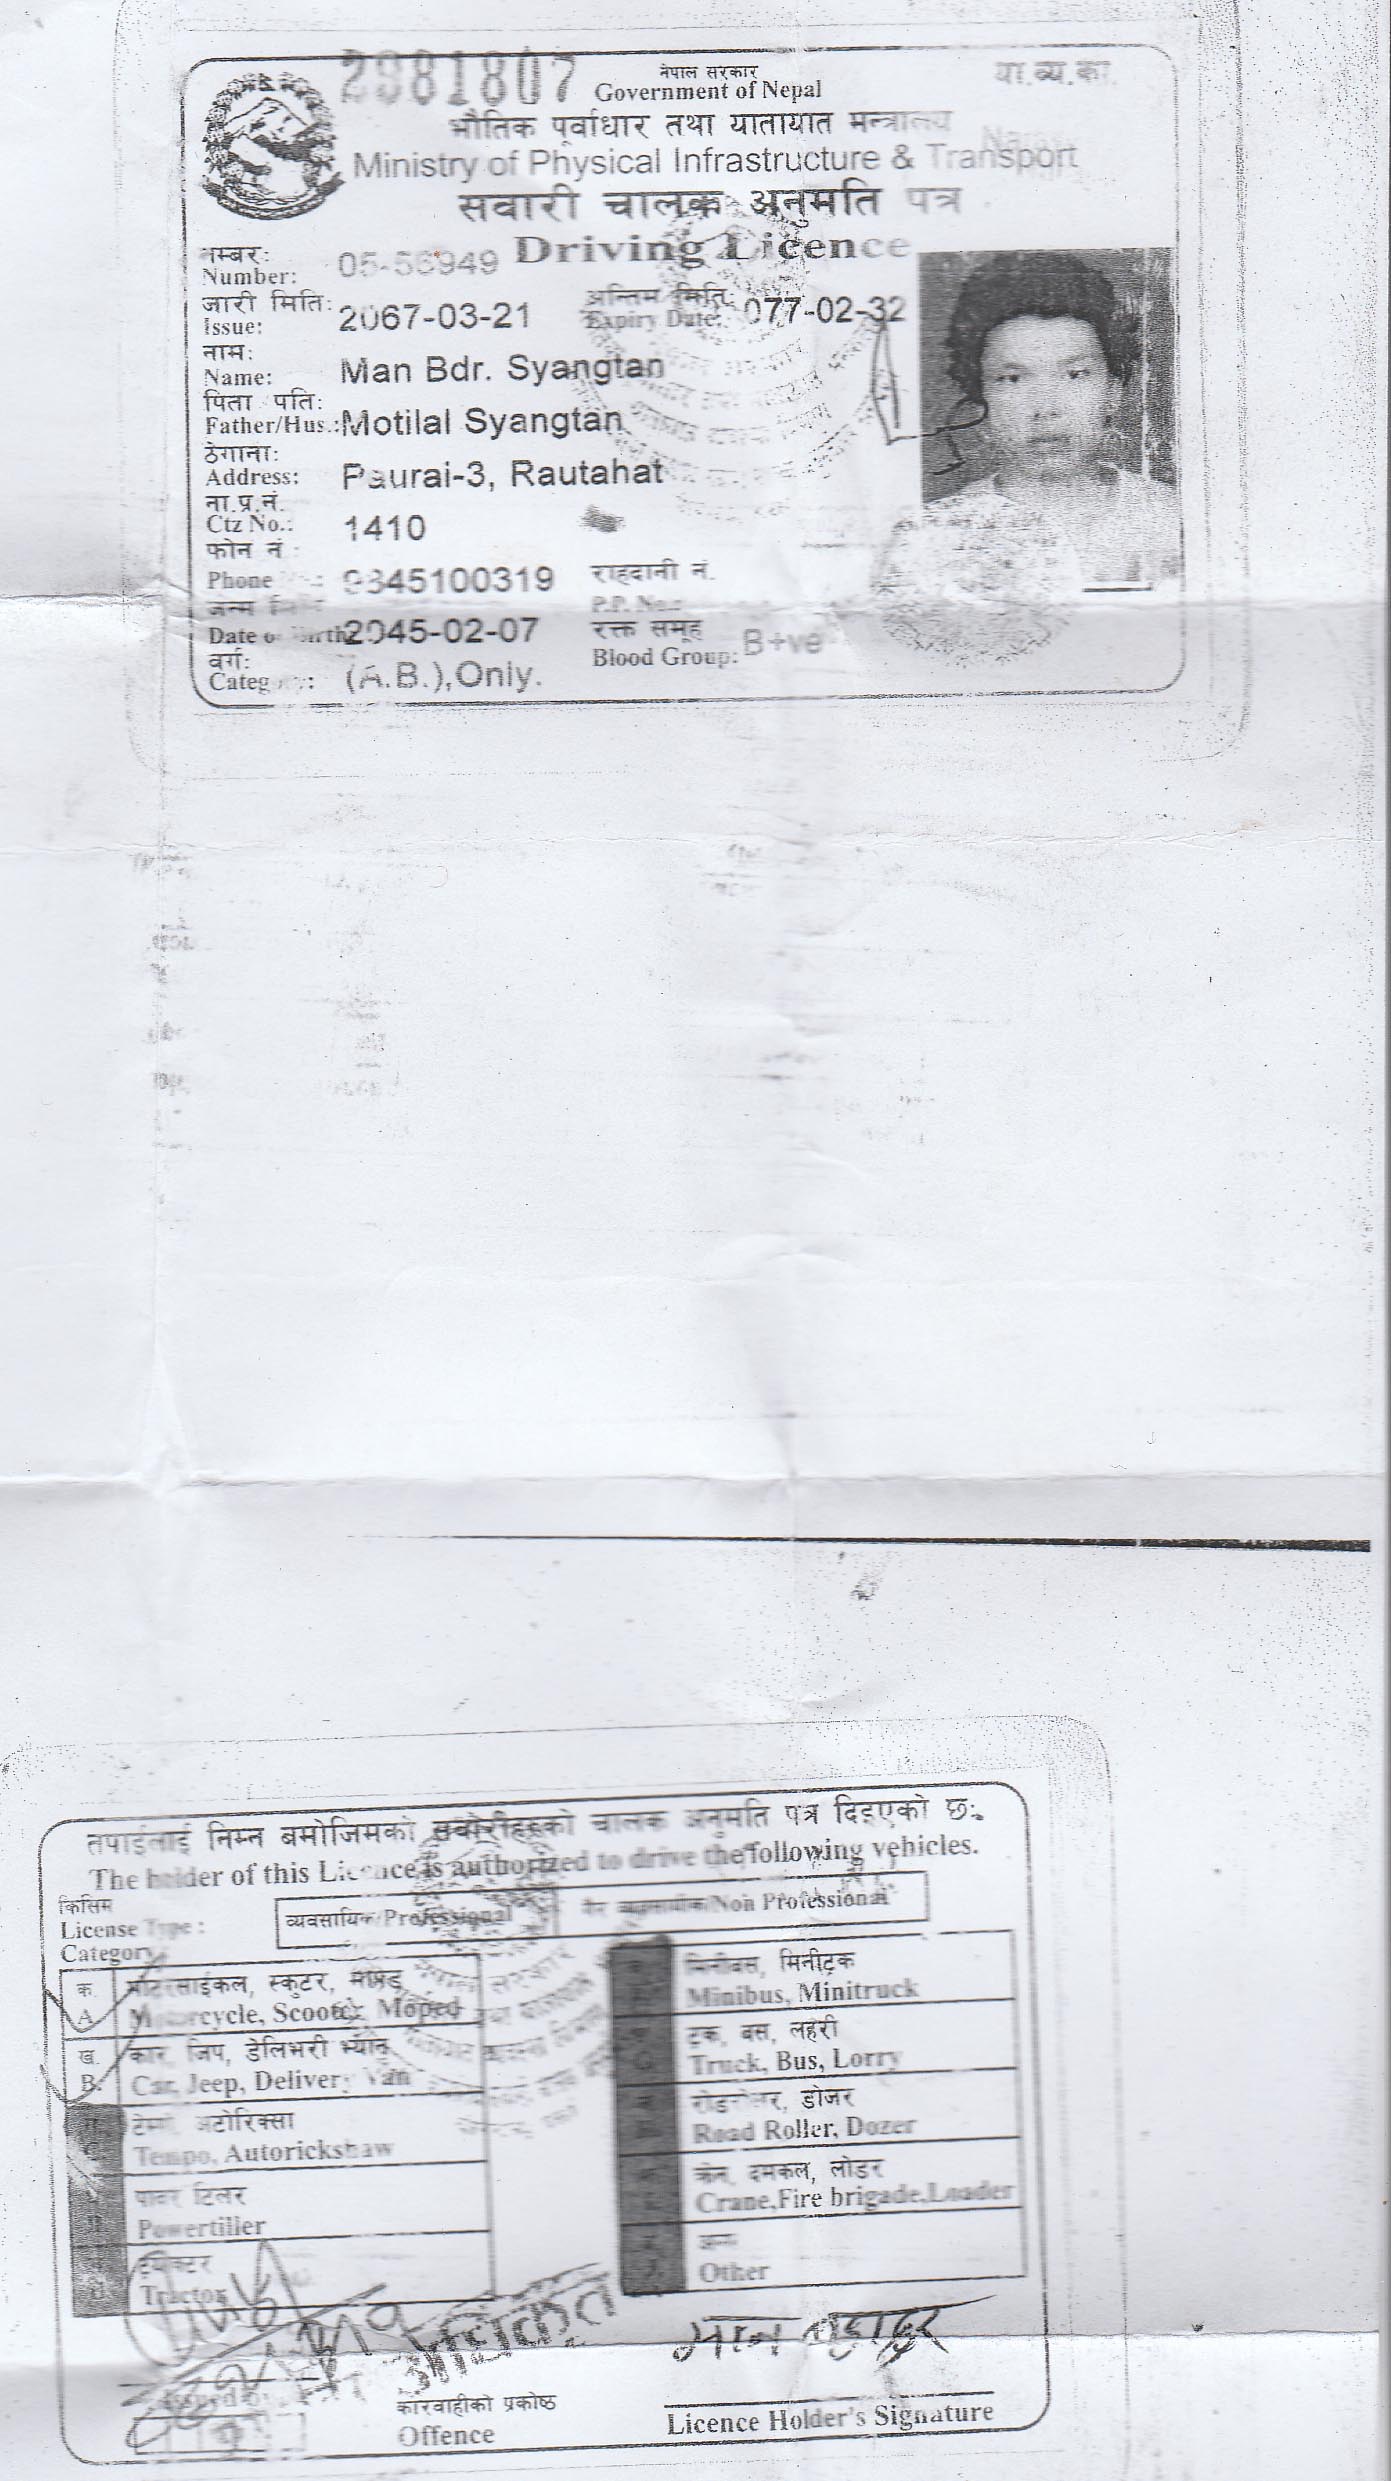 2981807
नेपाल सरकार
Government of Nepal
या.व्य.का.
भौतिक पूर्वाधार तथा यातायात मन्त्रालय
Ministry of Physical Infrastructure & Transport
सवारी चालक अनुमति पत्र
Driving Licence
नम्बर:
Number: 05-56949
जारी मिति: अन्तिम मिति:
Issue: 2067-03-21 Expiry Date: 077-02-32
नाम:
Name: Man Bdr. Syangtan
पिता पति:
Father/Hus.: Motilal Syangtan
ठेगाना:
Address: Paurai-3, Rautahat
ना.प्र.नं.
Ctz No.: 1410
फोन नं : राहदानी नं.
Phone 9845100319 P.P. No.:
जन्म रक्त समूह
Date of Birth: 2045-02-07 Blood Group: B+ve
वर्ग:
Category: (A.B.),Only.
तपाईलाई निम्न बमोजिमको सवारीहरुको चालक अनुमति पत्र दिइएको छ:
The holder of this Licence is authorized to drive the following vehicles.
किसिम
License Type : व्यवसायिक/Professional गैर व्यवसायीक/Non Professional
Category
क. मोटरसाईकल, स्कुटर, मोपेड
A Motorcycle, Scooter, Moped
ख. कार, जिप, डेलिभरी भ्यान
B. Car, Jeep, Delivery Van
टेम्पो, अटोरिक्सा
Tempo, Autorickshaw
पावर टिलर
Powertiller
ट्र्याक्टर
Tractor
मिनीबस, मिनीट्रक
Minibus, Minitruck
ट्रक, बस, लहरी
Truck, Bus, Lorry
रोडरोलर, डोजर
Road Roller, Dozer
क्रेन, दमकल, लोडर
Crane,Fire brigade,Loader
अन्य
Other
अधिकृत
मान बहादुर
Issued by
कारवाहीको प्रकोष्ठ
Offence
Licence Holder's Signature